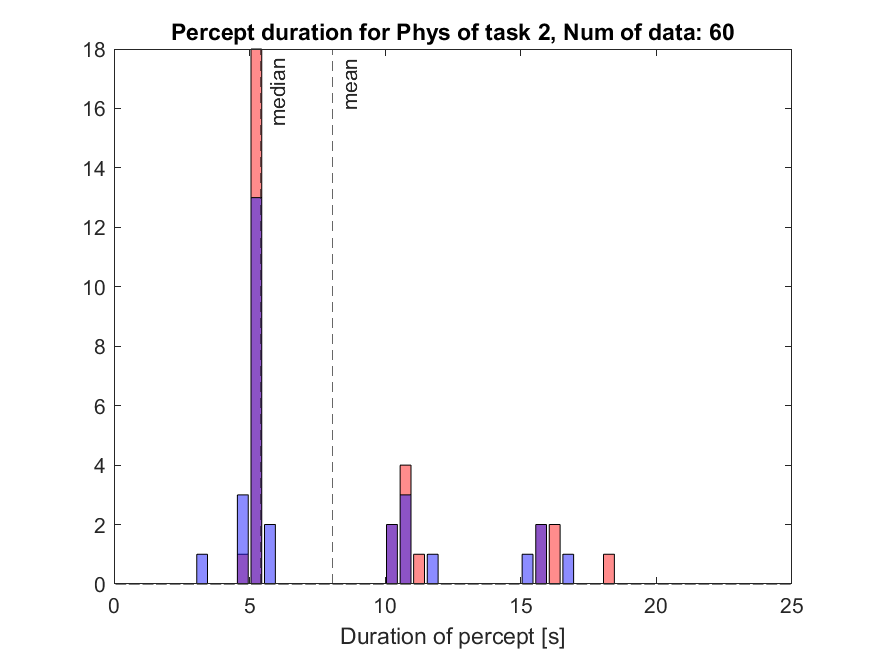 Percept duration for Phys of task 2, Num of data: 60
18
16
14
12
10
8
6
4
2
0
median
mean
0 5 10 15 20 25
Duration of percept [s]